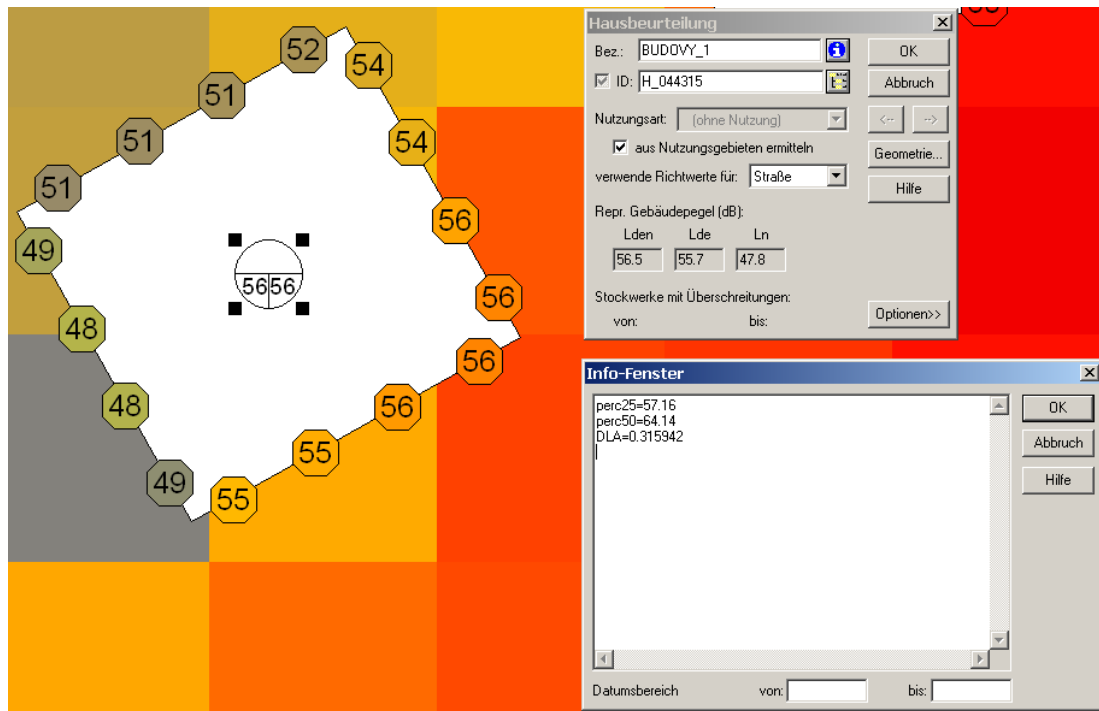 52
54
51
54
51
51
56
49
56
56 56
48
56
48
56
55
49
55
Hausbeurteilung
Bez.: BUDOVY_1 OK
ID: H_044315 Abbruch
Nutzungsart: (ohne Nutzung) <-- -->
aus Nutzungsgebieten ermitteln Geometrie...
verwende Richtwerte für: Straße Hilfe
Repr. Gebäudepegel (dB):
Lden Lde Ln
56.5 55.7 47.8
Stockwerke mit Überschreitungen:
von: bis: Optionen>>
Info-Fenster
perc25=57.16 OK
perc50=64.14
DLA=0.315942 Abbruch
Hilfe
Datumsbereich von: bis: